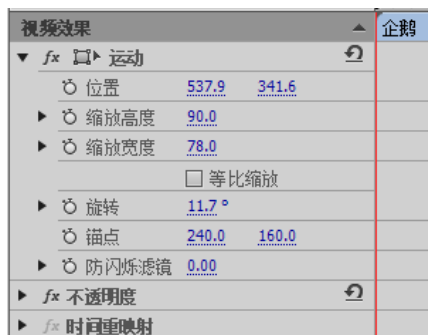 视频效果 企鹅
fx 运动
位置 537.9 341.6
缩放高度 90.0
缩放宽度 78.0
等比缩放
旋转 11.7 °
锚点 240.0 160.0
防闪烁滤镜 0.00
fx 不透明度
fx 时间重映射